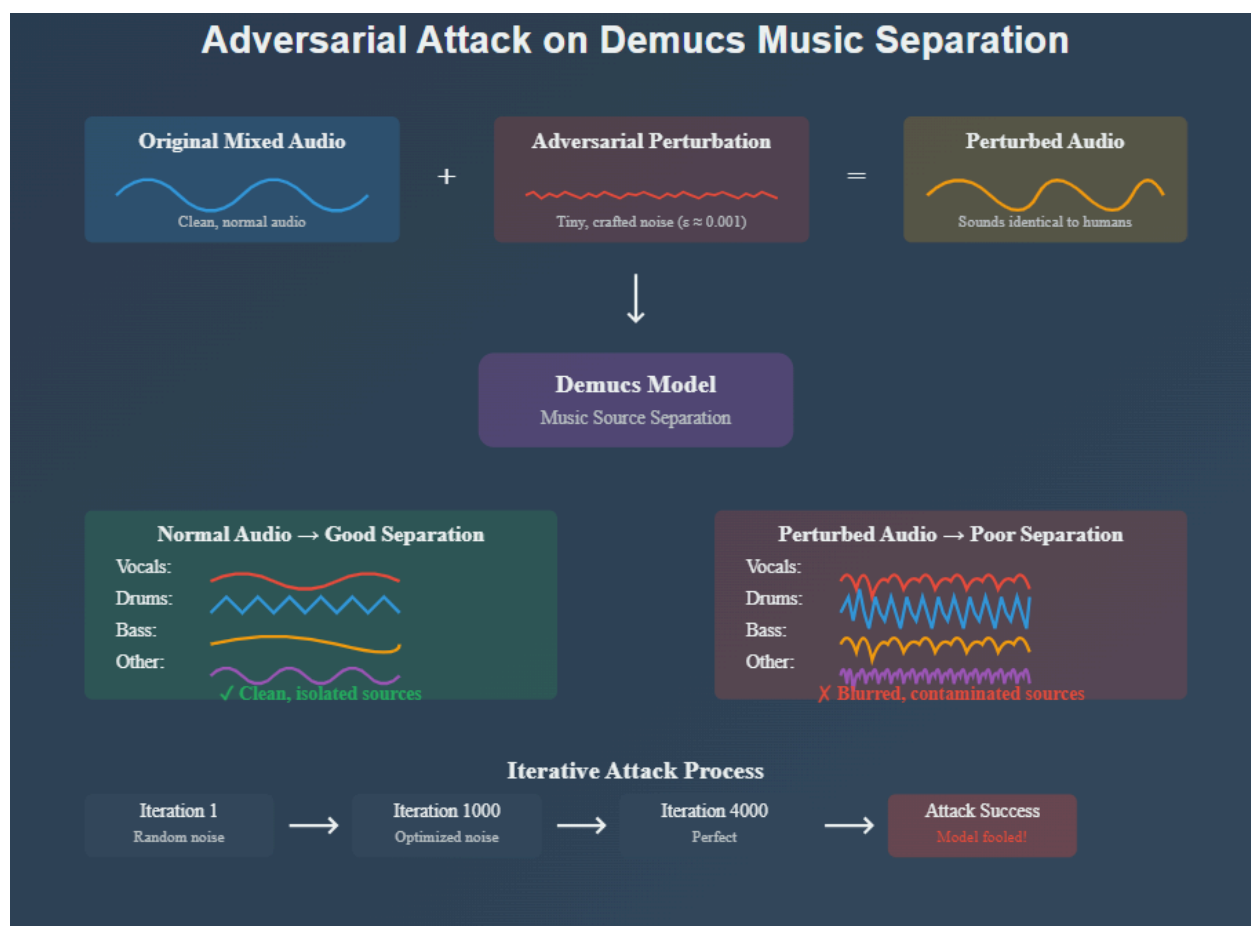 Adversarial Attack on Demucs Music Separation
Original Mixed Audio
Clean, normal audio
+
Adversarial Perturbation
Tiny, crafted noise (ε ≈ 0.001)
=
Perturbed Audio
Sounds identical to humans
Demucs Model
Music Source Separation
Normal Audio → Good Separation
Vocals:
Drums:
Bass:
Other:
✓ Clean, isolated sources
Perturbed Audio → Poor Separation
Vocals:
Drums:
Bass:
Other:
✗ Blurred, contaminated sources
Iterative Attack Process
Iteration 1
Random noise
Iteration 1000
Optimized noise
Iteration 4000
Perfect
Attack Success
Model fooled!